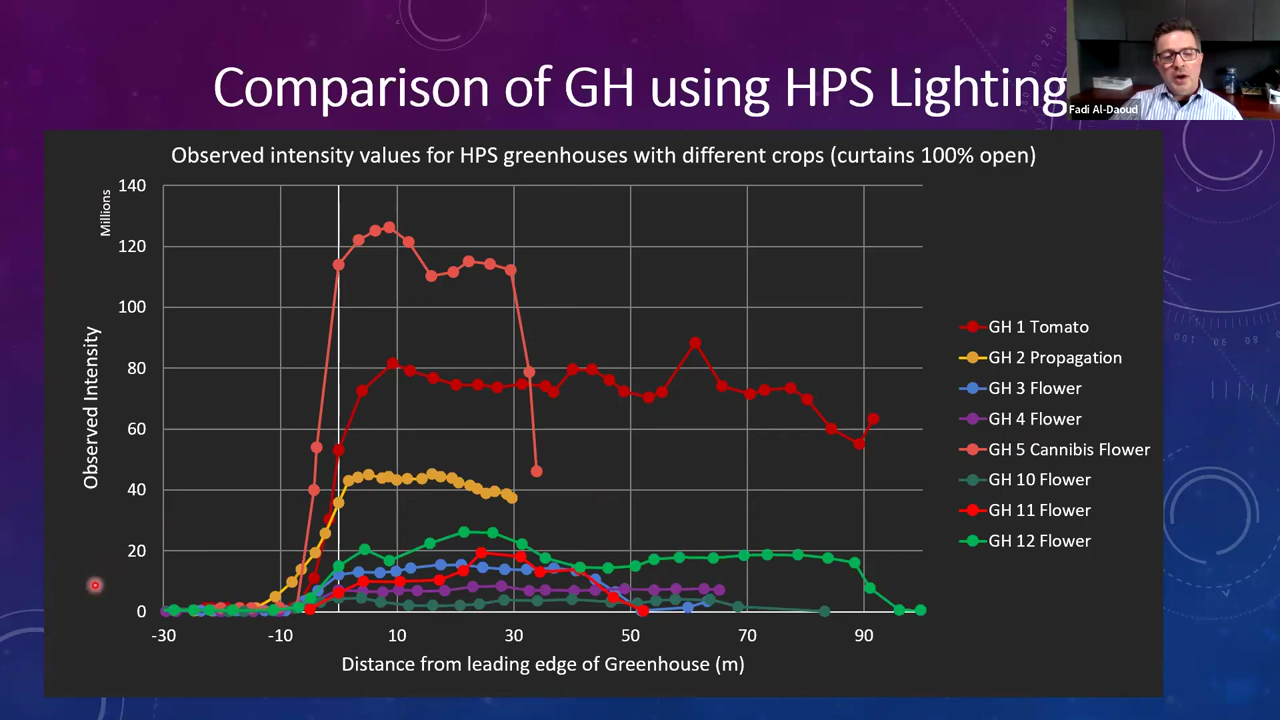 Comparison of GH using HPS Lighting
Fadi Al-Daoud
Observed intensity values for HPS greenhouses with different crops (curtains 100% open)
Millions
140
120
100
80
60
40
20
0
Observed Intensity
-30 -10 10 30 50 70 90
Distance from leading edge of Greenhouse (m)
GH 1 Tomato
GH 2 Propagation
GH 3 Flower
GH 4 Flower
GH 5 Cannibis Flower
GH 10 Flower
GH 11 Flower
GH 12 Flower